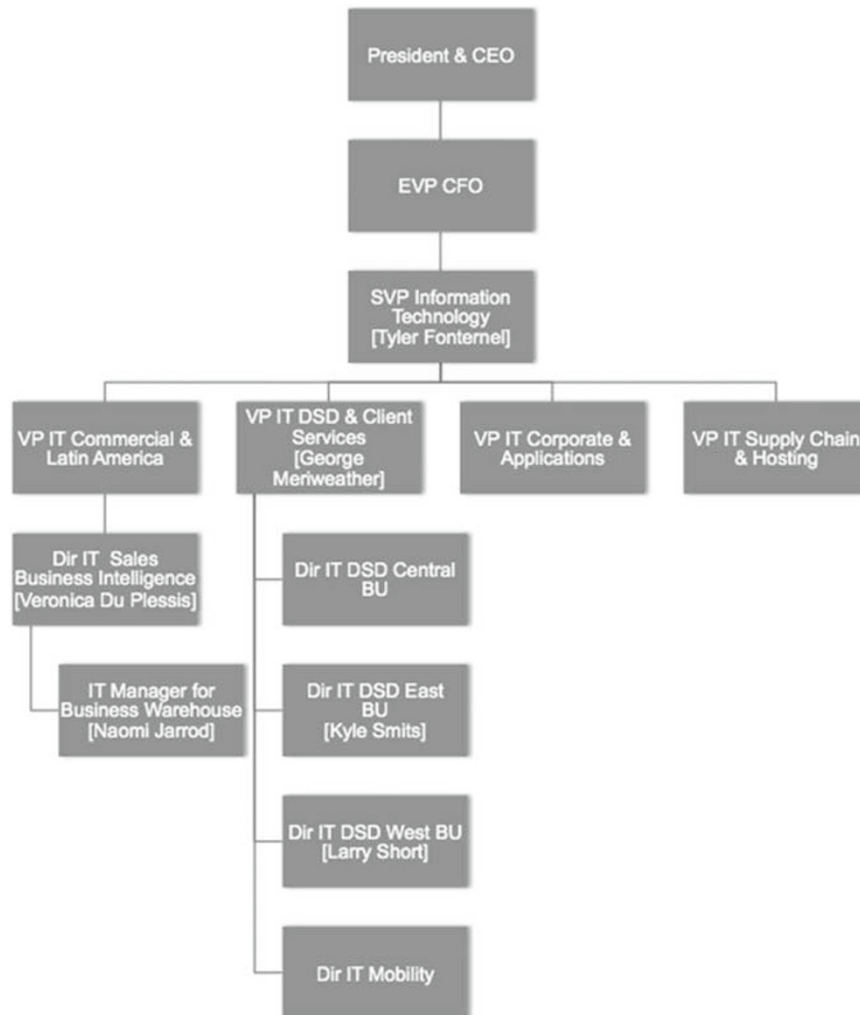 President & CEO
EVP CFO
SVP Information
Technology
[Tyler Fonternel]
VP IT Commercial &
Latin America
VP IT DSD & Client
Services
[George
Meriweather]
VP IT Corporate &
Applications
VP IT Supply Chain
& Hosting
Dir IT Sales
Business Intelligence
[Veronica Du Plessis]
IT Manager for
Business Warehouse
[Naomi Jarrod]
Dir IT DSD Central
BU
Dir IT DSD East
BU
[Kyle Smits]
Dir IT DSD West BU
[Larry Short]
Dir IT Mobility